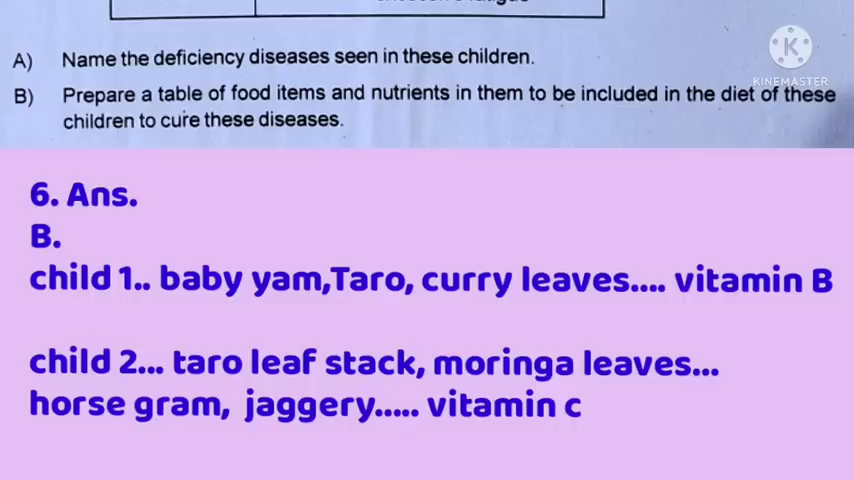 A) Name the deficiency diseases seen in these children.
B) Prepare a table of food items and nutrients in them to be included in the diet of these
children to cure these diseases.
KINEMASTER
6. Ans.
B.
child 1.. baby yam,Taro, curry leaves.... vitamin B
child 2... taro leaf stack, moringa leaves...
horse gram, jaggery..... vitamin c